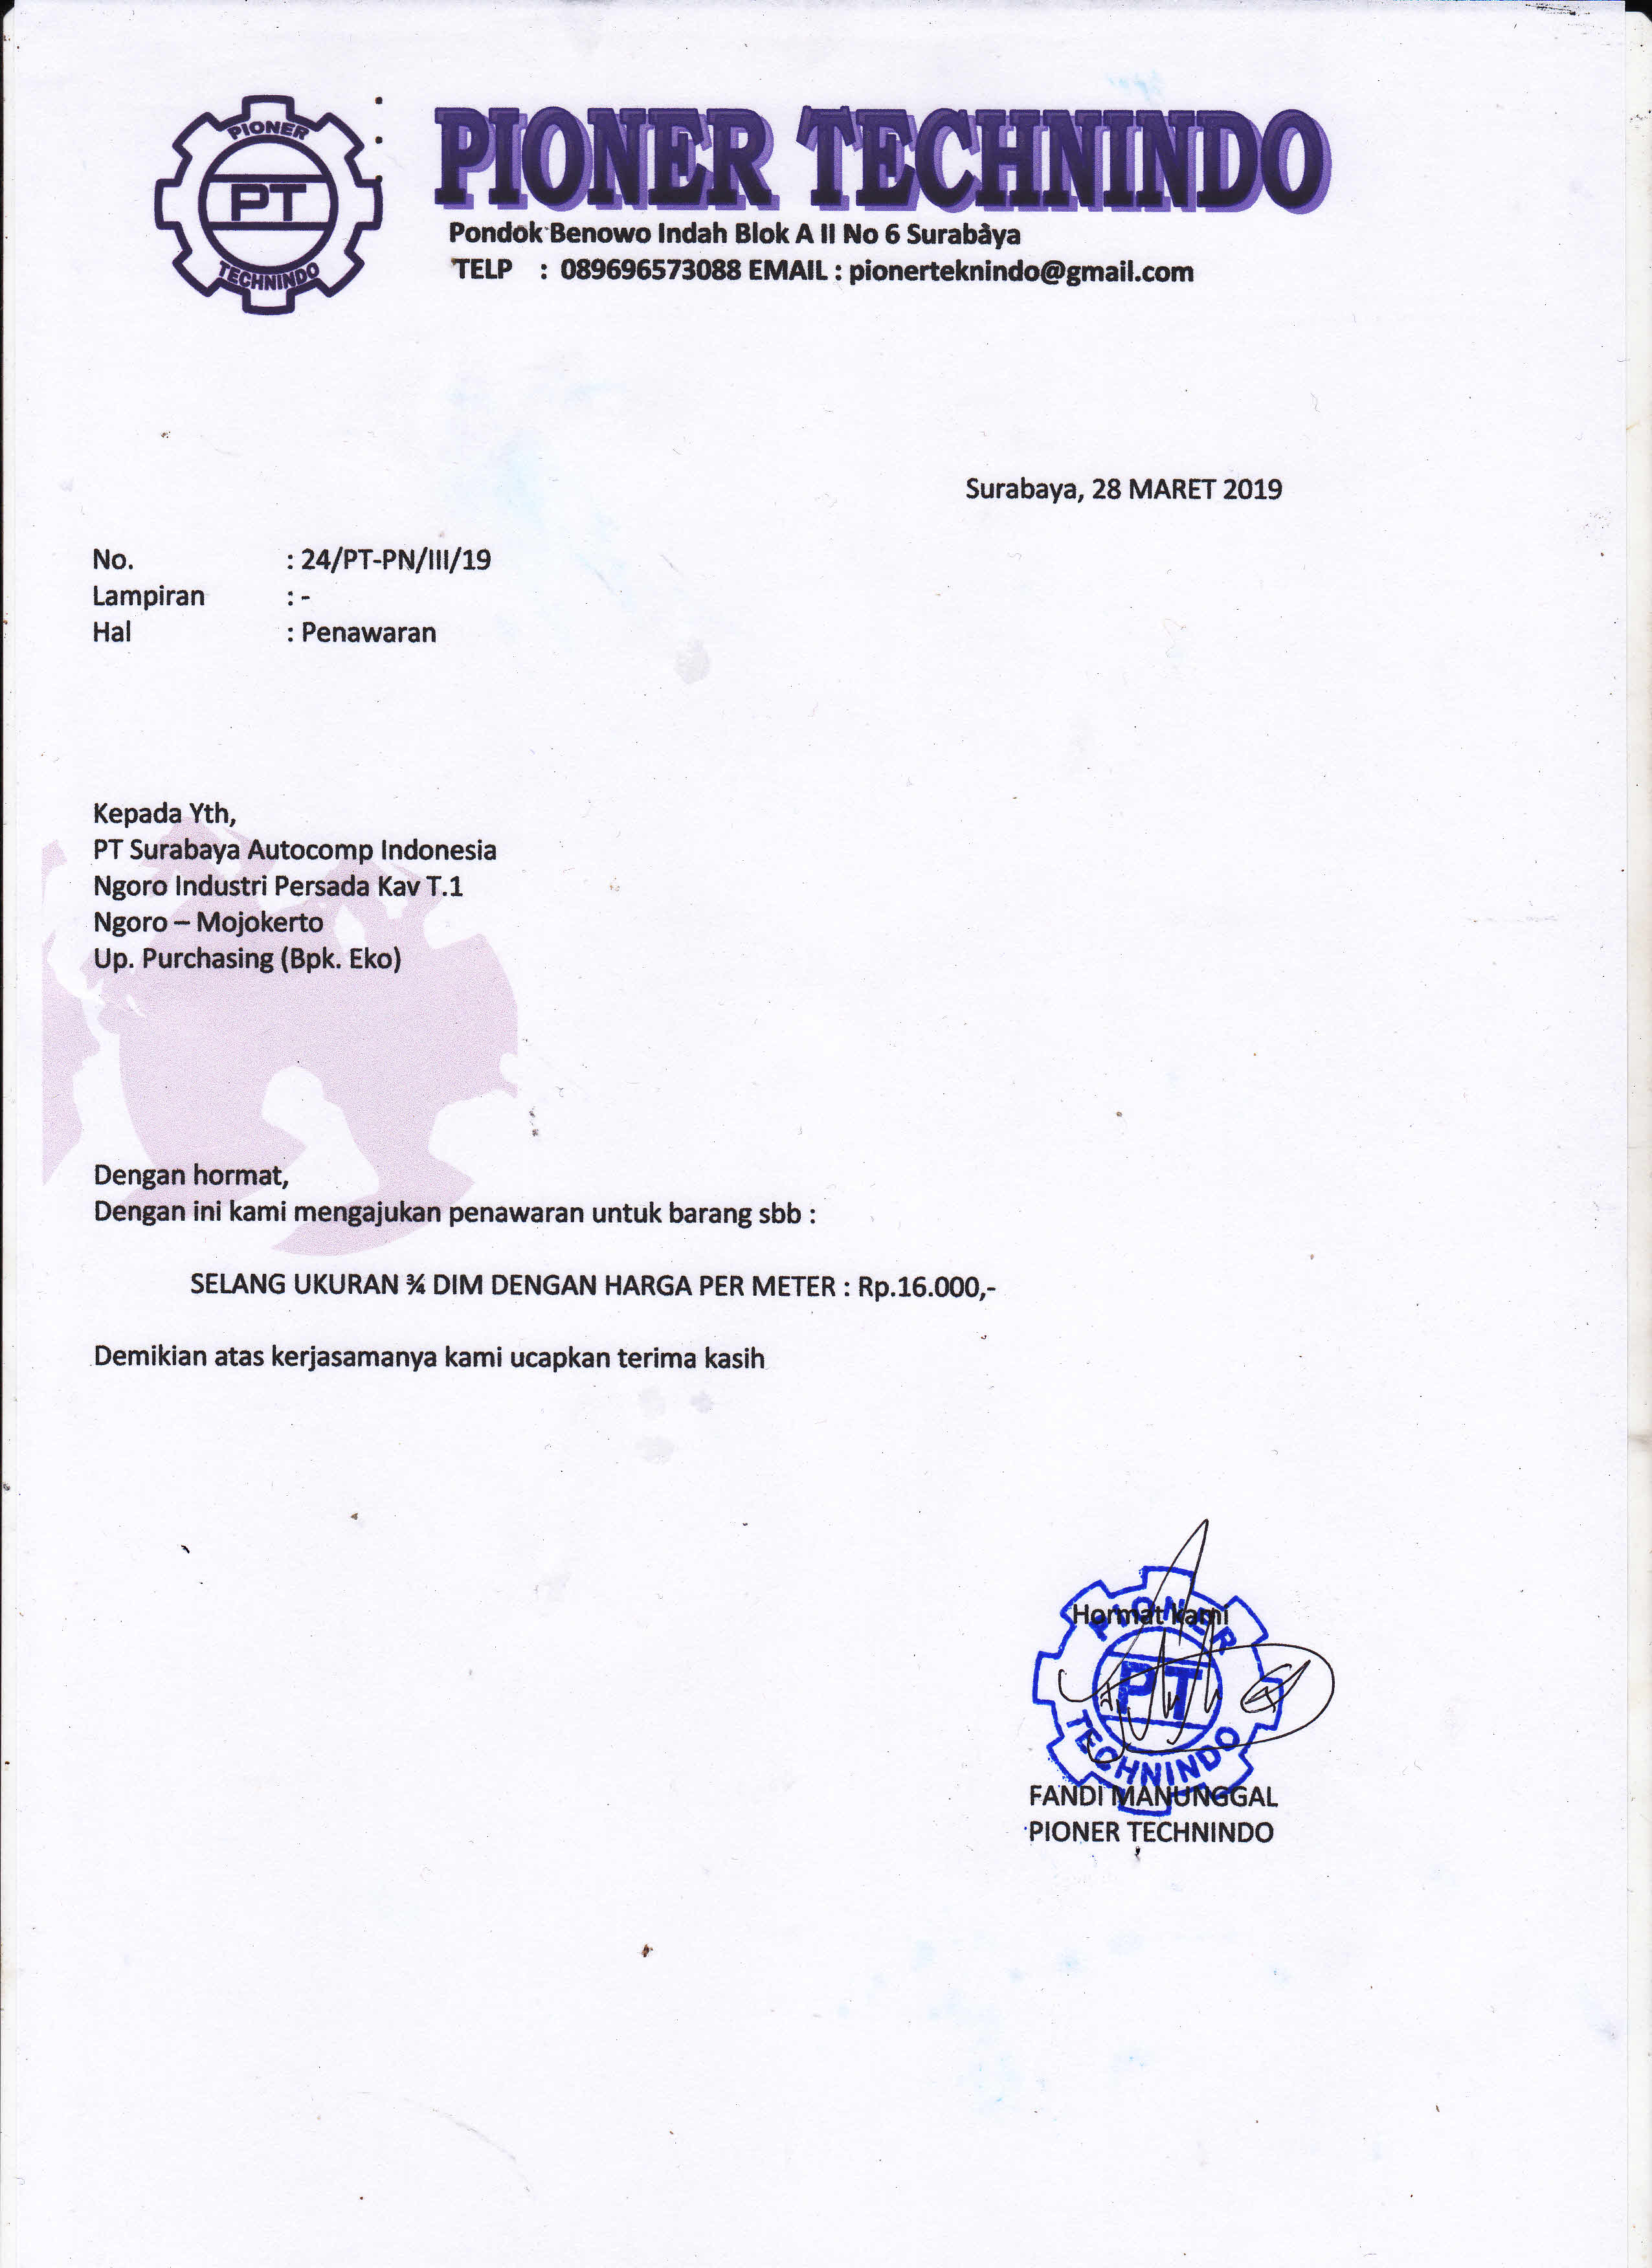 PIONER
PT
TECHNINDO
PIONER TECHNINDO
Pondok Benowo Indah Blok A II No 6 Surabaya
TELP : 089696573088 EMAIL : pionerteknindo@gmail.com
Surabaya, 28 MARET 2019
No. : 24/PT-PN/III/19
Lampiran : -
Hal : Penawaran
Kepada Yth,
PT Surabaya Autocomp Indonesia
Ngoro Industri Persada Kav T.1
Ngoro – Mojokerto
Up. Purchasing (Bpk. Eko)
Dengan hormat,
Dengan ini kami mengajukan penawaran untuk barang sbb :
SELANG UKURAN ¾ DIM DENGAN HARGA PER METER : Rp.16.000,-
Demikian atas kerjasamanya kami ucapkan terima kasih
Hormat kami
PIONER
PT
TECHNINDO
FANDI MANUNGGAL
PIONER TECHNINDO